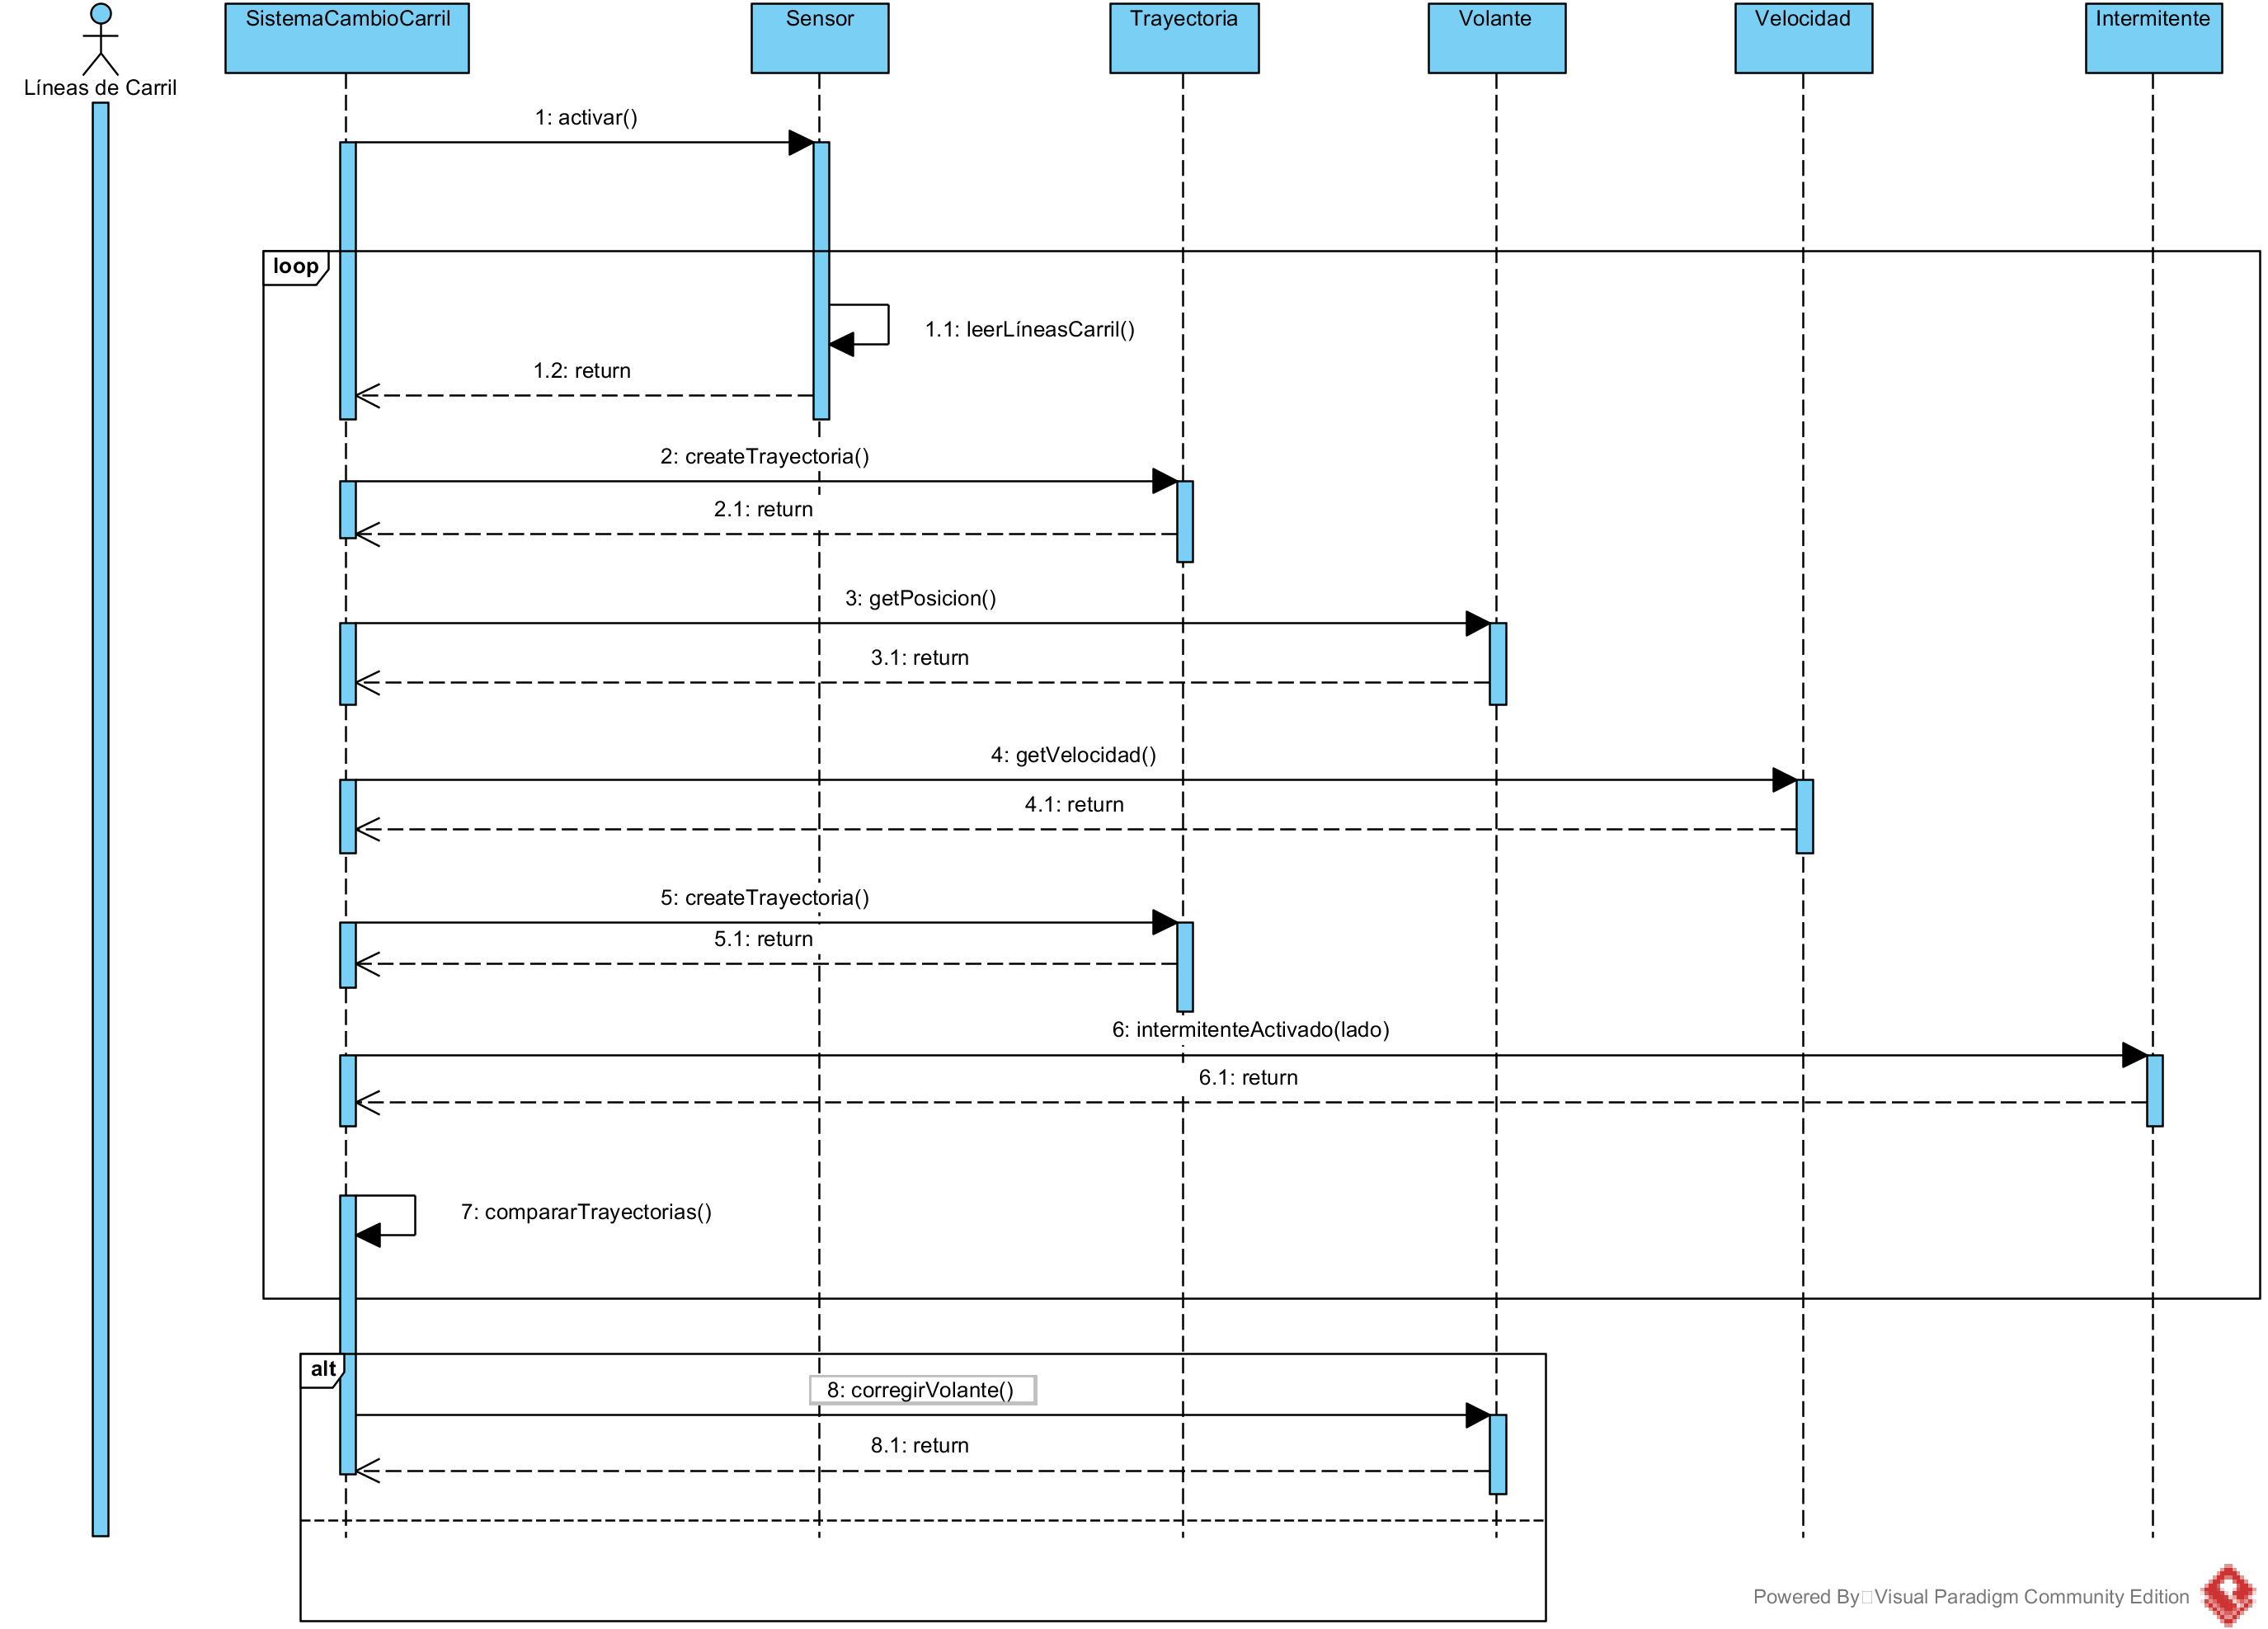 SistemaCambioCarril
Sensor
Trayectoria
Volante
Velocidad
Intermitente
Líneas de Carril
1: activar()
loop
1.1: leerLíneasCarril()
1.2: return
2: createTrayectoria()
2.1: return
3: getPosicion()
3.1: return
4: getVelocidad()
4.1: return
5: createTrayectoria()
5.1: return
6: intermitenteActivado(lado)
6.1: return
7: compararTrayectorias()
alt
8: corregirVolante()
8.1: return
Powered By Visual Paradigm Community Edition